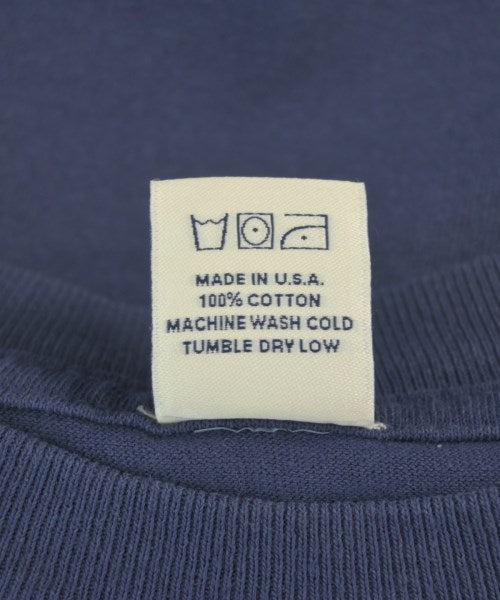 MADE IN U.S.A.
100% COTTON
MACHINE WASH COLD
TUMBLE DRY LOW